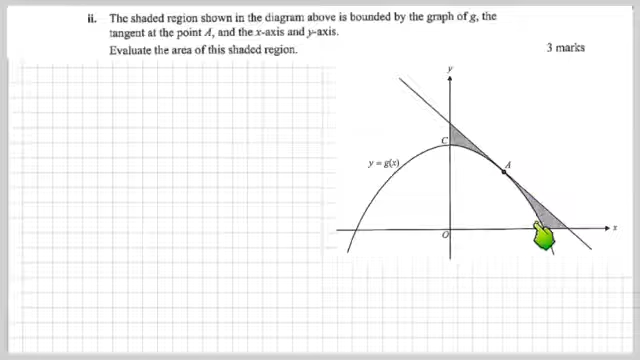 ii. The shaded region shown in the diagram above is bounded by the graph of g, the
tangent at the point A, and the x-axis and y-axis.
Evaluate the area of this shaded region.
3 marks
y
C
A
y = g(x)
O
x